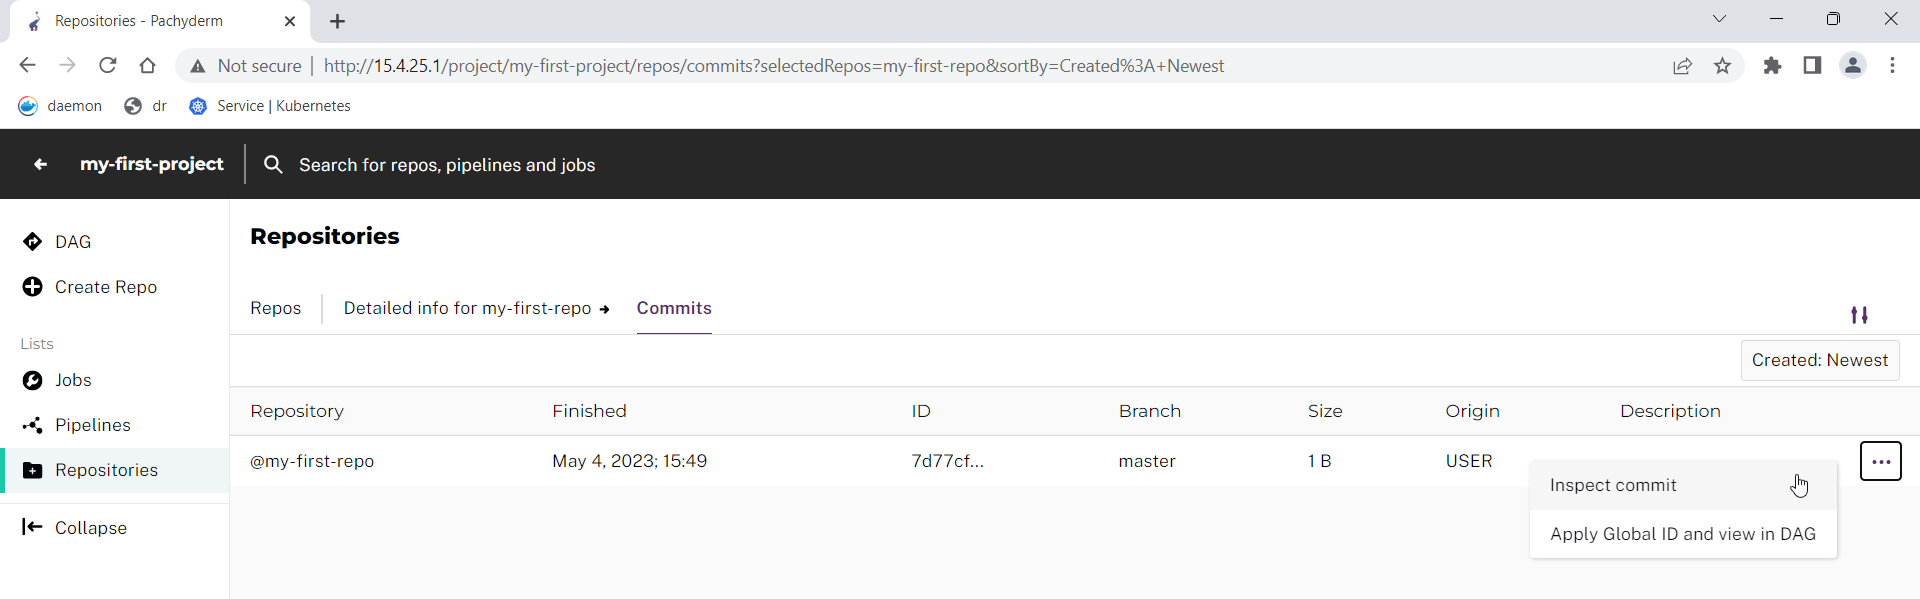 Repositories - Pachyderm
Not secure | http://15.4.25.1/project/my-first-project/repos/commits?selectedRepos=my-first-repo&sortBy=Created%3A+Newest
daemon dr Service | Kubernetes
my-first-project Search for repos, pipelines and jobs
DAG
Create Repo
Lists
Jobs
Pipelines
Repositories
Collapse
Repositories
Repos Detailed info for my-first-repo Commits
Created: Newest
Repository Finished ID Branch Size Origin Description
@my-first-repo May 4, 2023; 15:49 7d77cf... master 1 B USER
Inspect commit
Apply Global ID and view in DAG